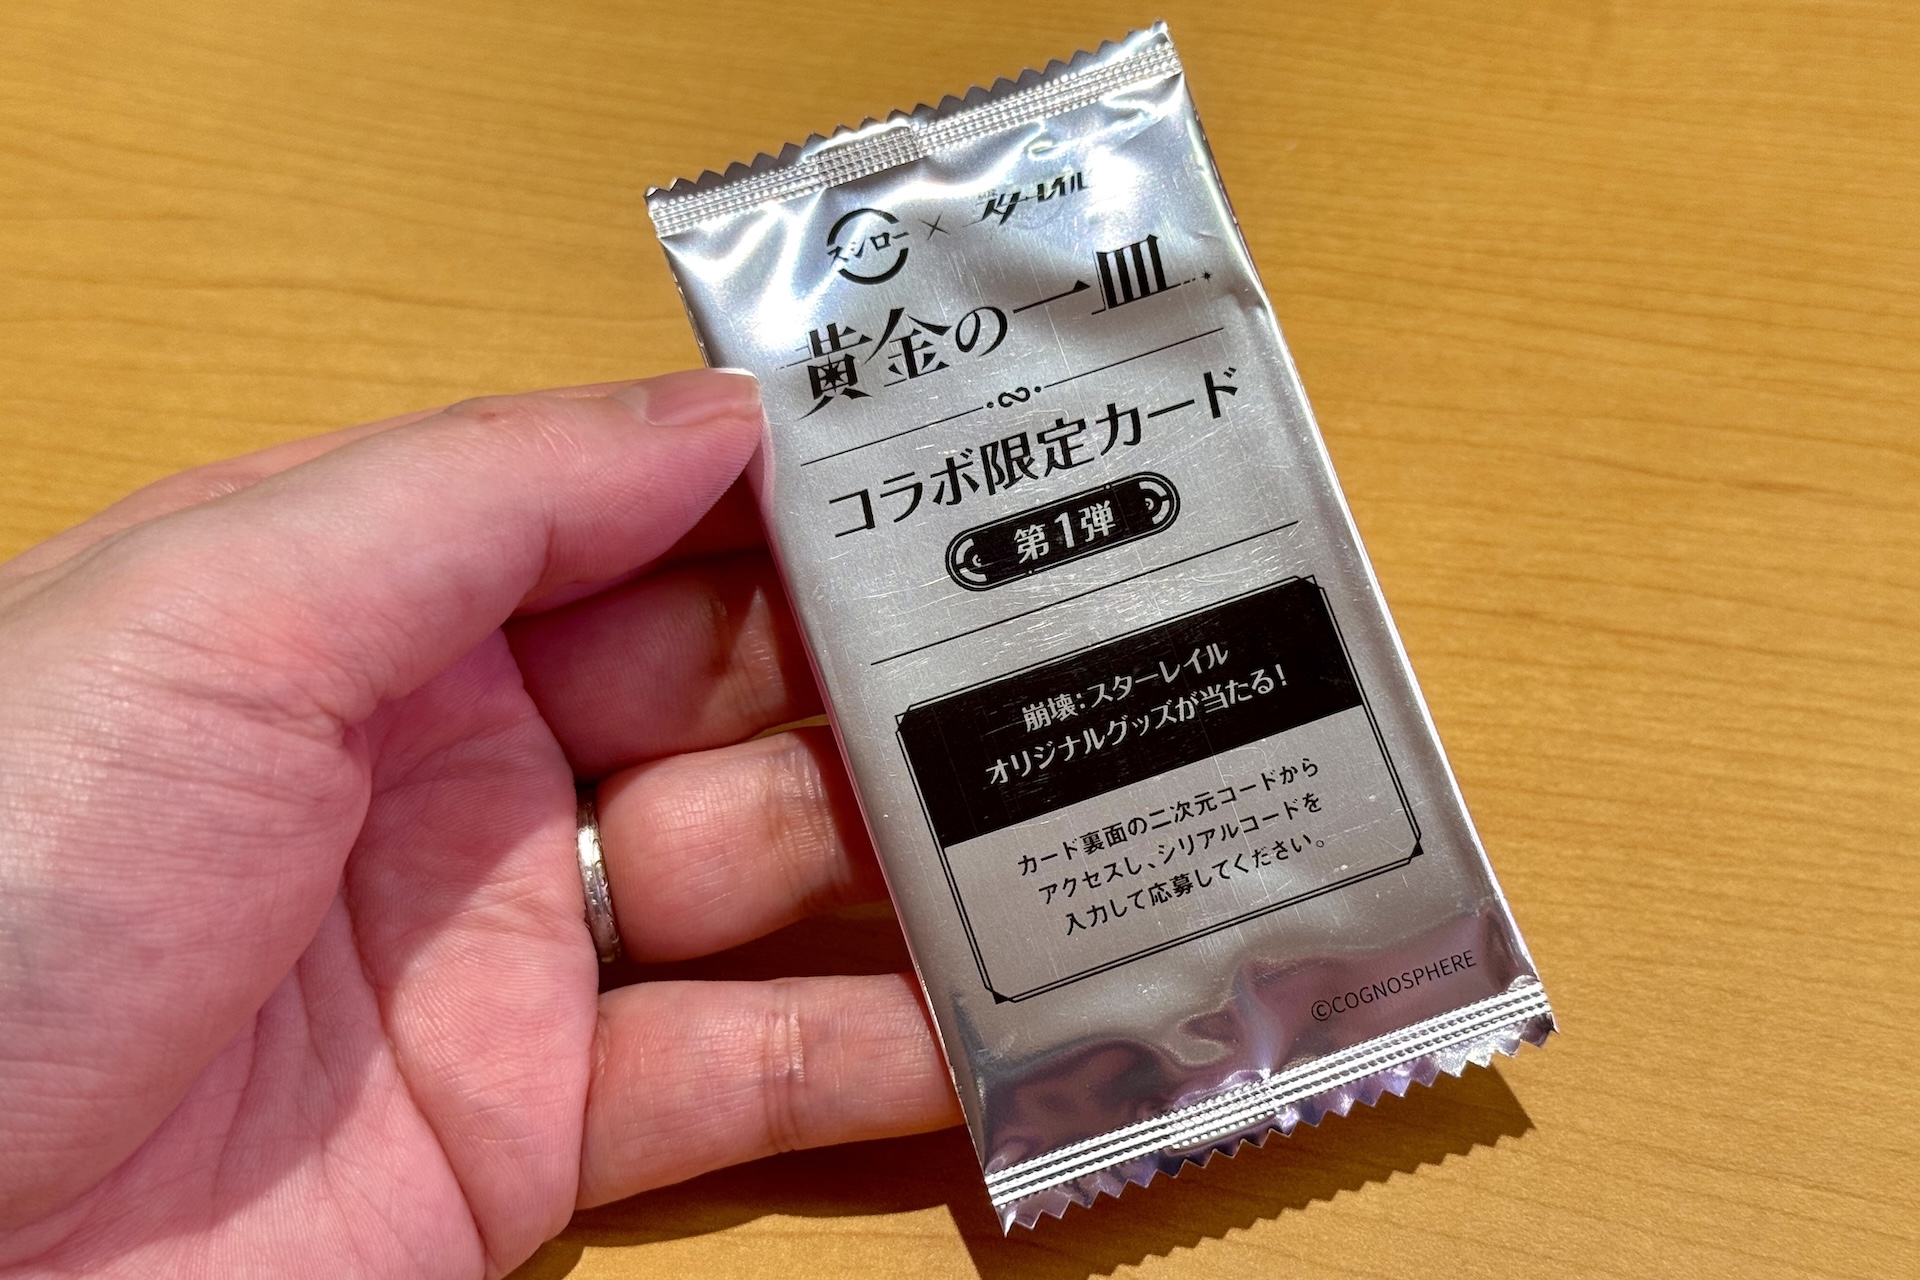 スシロー × スターレイル
黄金の一皿
コラボ限定カード
第1弾
崩壊：スターレイル
オリジナルグッズが当たる！
カード裏面の二次元コードから
アクセスし、シリアルコードを
入力して応募してください。
©COGNOSPHERE